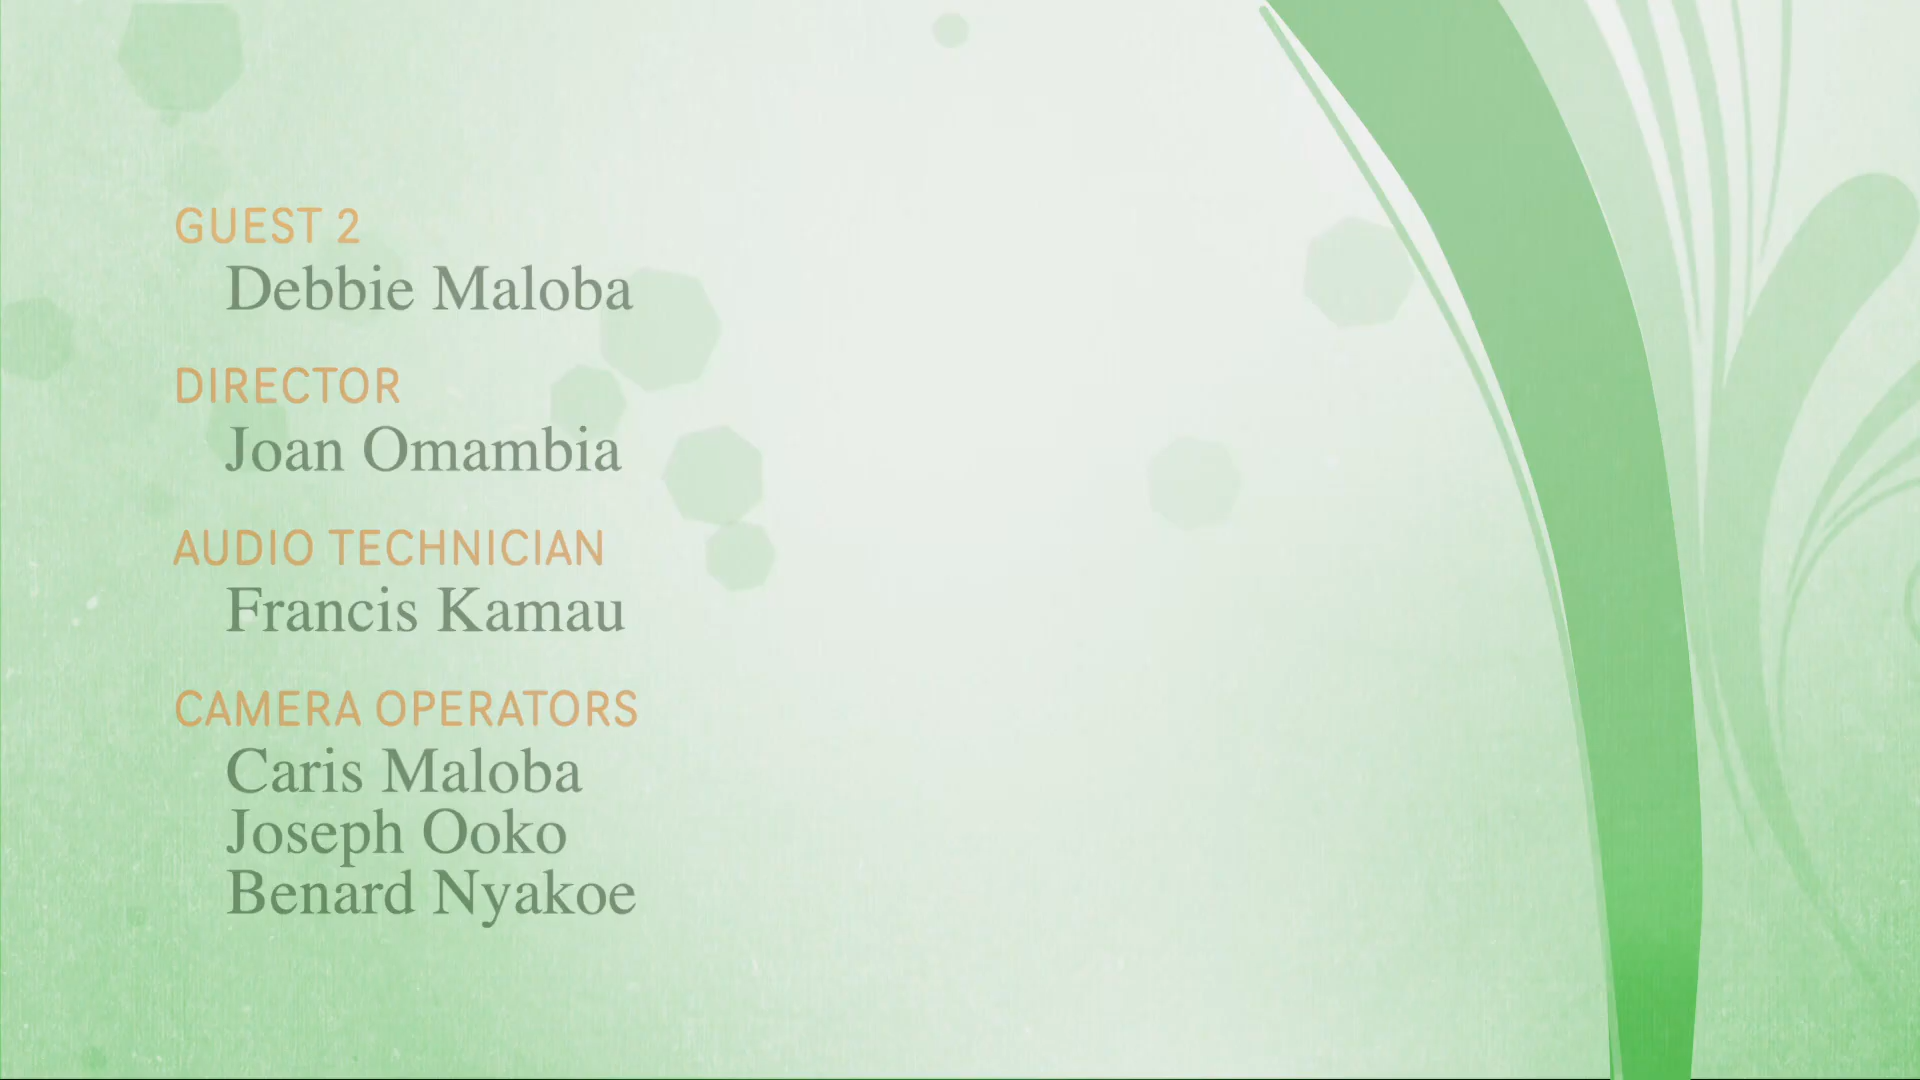 GUEST 2
Debbie Maloba
DIRECTOR
Joan Omambia
AUDIO TECHNICIAN
Francis Kamau
CAMERA OPERATORS
Caris Maloba
Joseph Ooko
Benard Nyakoe